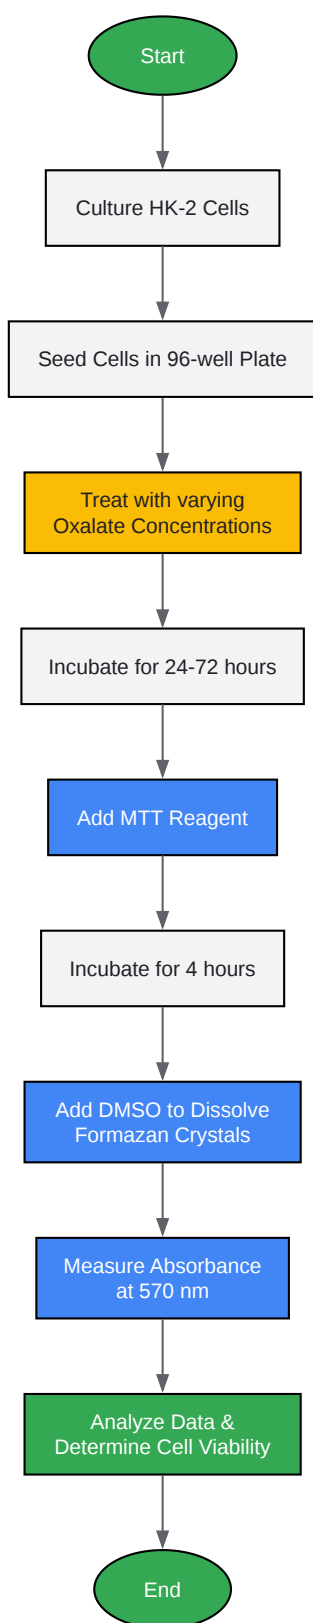 Start
Culture HK-2 Cells
Seed Cells in 96-well Plate
Treat with varying
Oxalate Concentrations
Incubate for 24-72 hours
Add MTT Reagent
Incubate for 4 hours
Add DMSO to Dissolve
Formazan Crystals
Measure Absorbance
at 570 nm
Analyze Data &
Determine Cell Viability
End